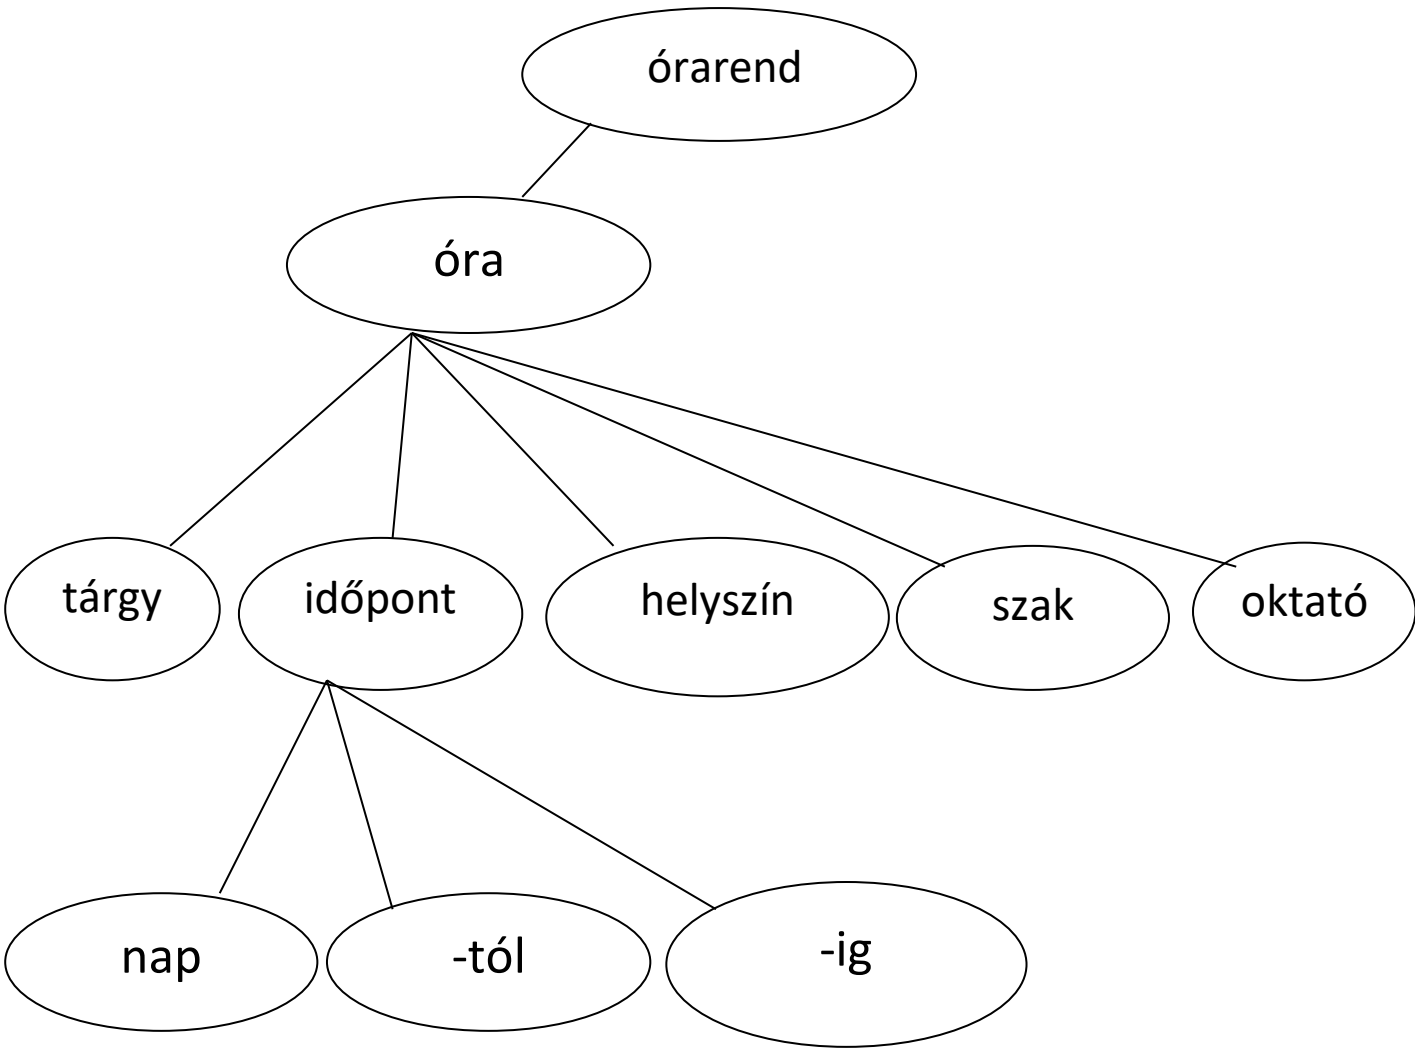 órarend
óra
tárgy
időpont
helyszín
szak
oktató
nap
-tól
-ig